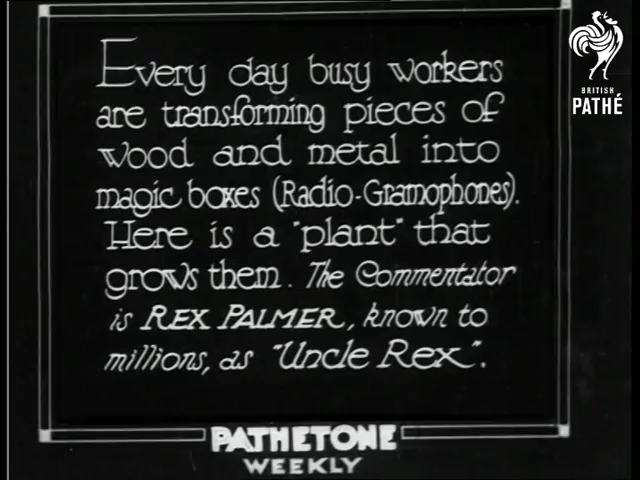 BRITISH
PATHÉ
Every day busy workers
are transforming pieces of
wood and metal into
magic boxes (Radio-Gramophones).
Here is a "plant" that
grows them. The Commentator
is REX PALMER, known to
millions, as "Uncle Rex".
PATHETONE
WEEKLY